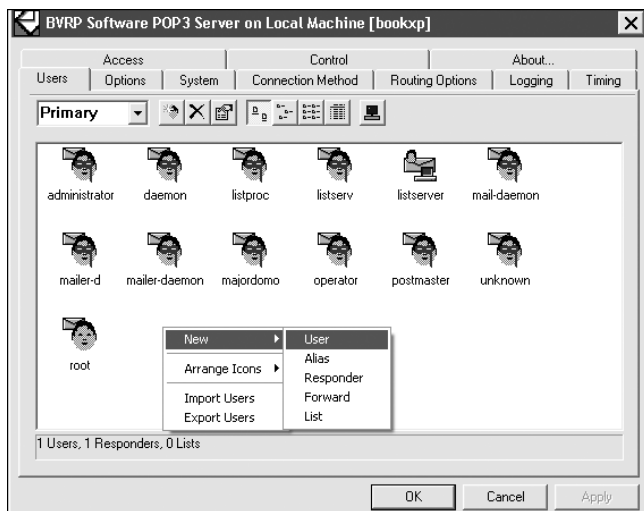 BVRP Software POP3 Server on Local Machine [bookxp]
Access Control About...
Users Options System Connection Method Routing Options Logging Timing
Primary
administrator daemon listproc listserv listserver mail-daemon
mailer-d mailer-daemon majordomo operator postmaster unknown
root
New
Arrange Icons
Import Users
Export Users
User
Alias
Responder
Forward
List
1 Users, 1 Responders, 0 Lists
OK Cancel Apply